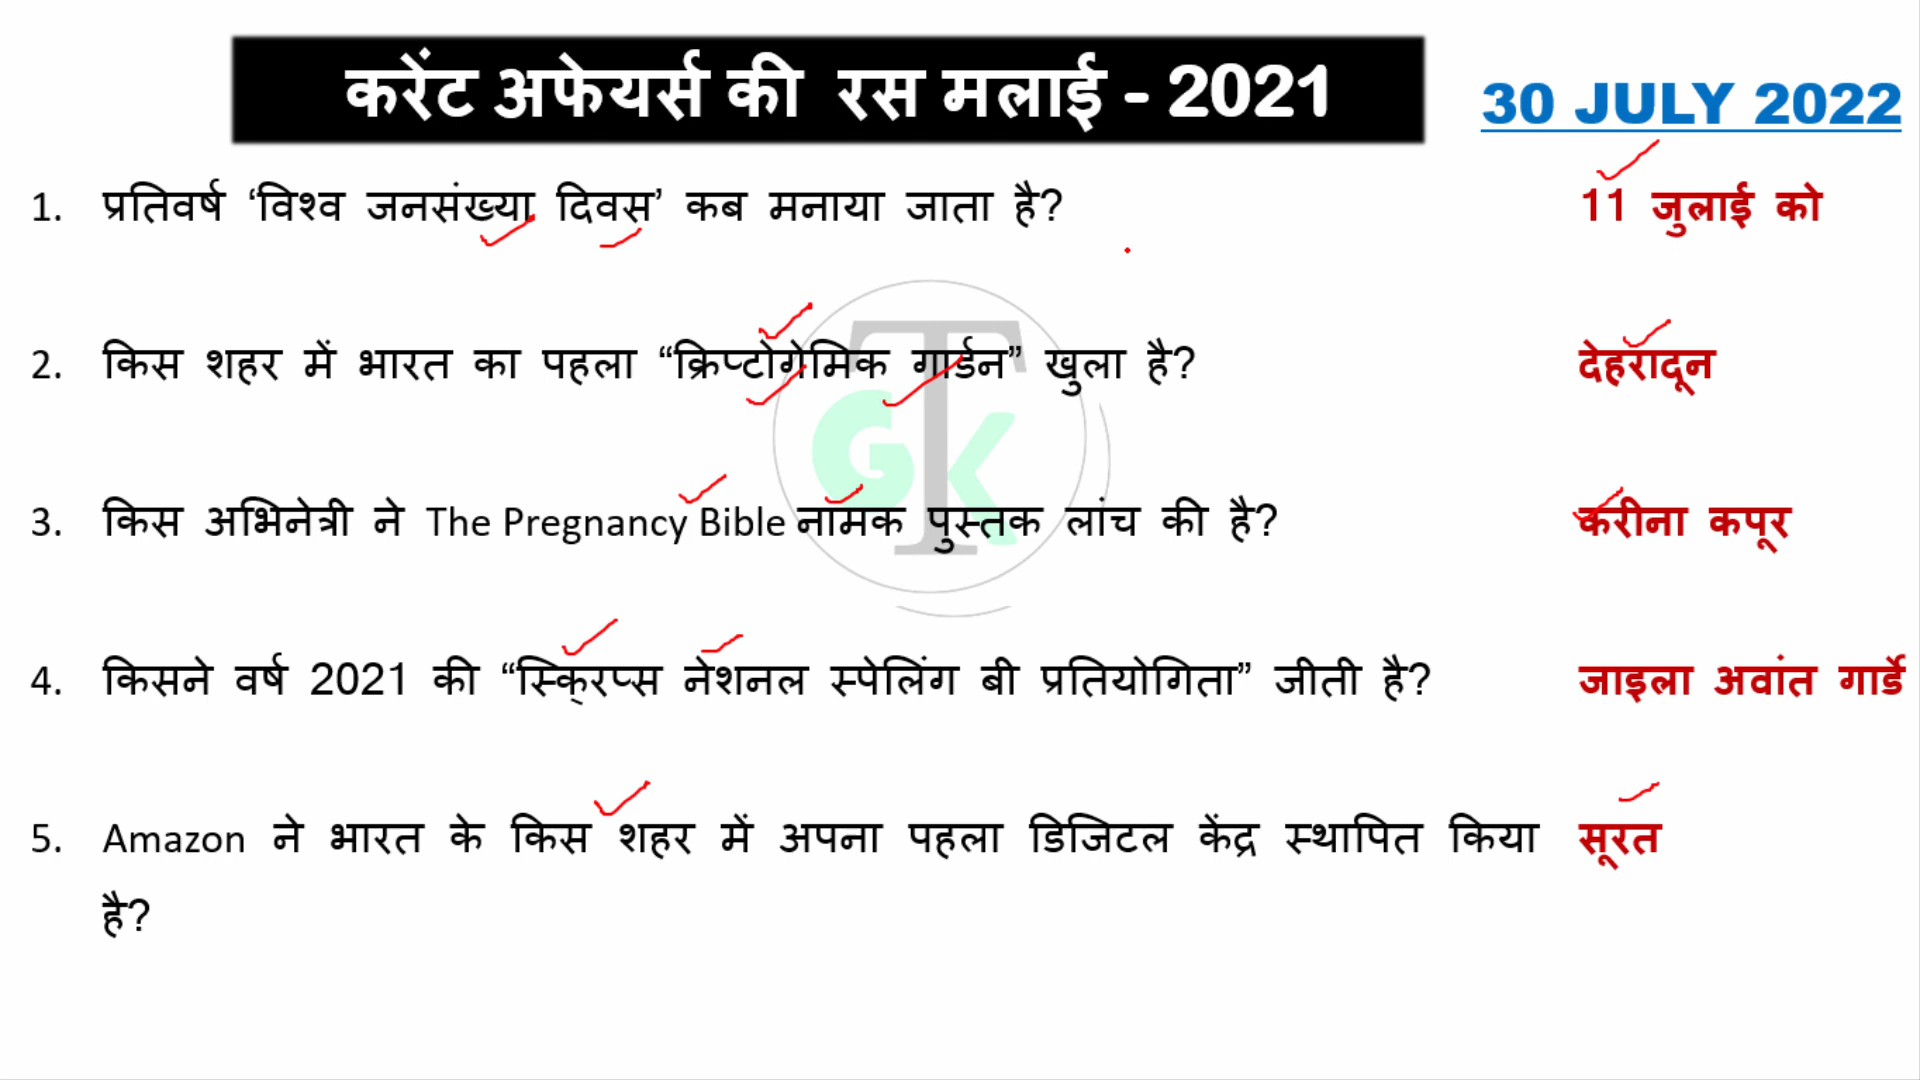 करेंट अफेयर्स की रस मलाई - 2021
30 JULY 2022
1. प्रतिवर्ष ‘विश्व जनसंख्या दिवस’ कब मनाया जाता है? 11 जुलाई को
2. किस शहर में भारत का पहला “क्रिप्टोगेमिक गार्डन” खुला है? देहरादून
3. किस अभिनेत्री ने The Pregnancy Bible नामक पुस्तक लांच की है? करीना कपूर
4. किसने वर्ष 2021 की “स्क्रिप्स नेशनल स्पेलिंग बी प्रतियोगिता” जीती है? जाइला अवांत गार्डे
5. Amazon ने भारत के किस शहर में अपना पहला डिजिटल केंद्र स्थापित किया सूरत
है?
GTK